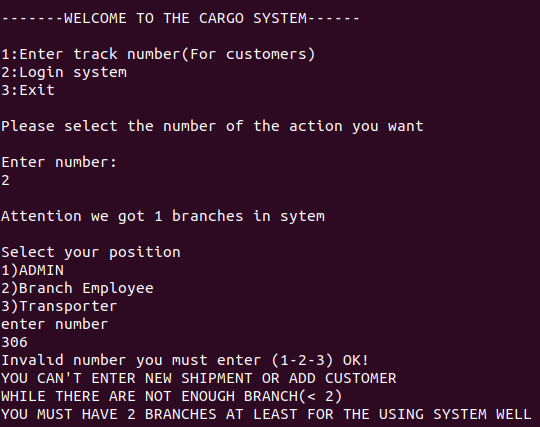 -------WELCOME TO THE CARGO SYSTEM------
1:Enter track number(For customers)
2:Login system
3:Exit
Please select the number of the action you want
Enter number:
2
Attention we got 1 branches in sytem
Select your position
1)ADMIN
2)Branch Employee
3)Transporter
enter number
306
Invalıd number you must enter (1-2-3) OK!
YOU CAN'T ENTER NEW SHIPMENT OR ADD CUSTOMER
WHILE THERE ARE NOT ENOUGH BRANCH(< 2)
YOU MUST HAVE 2 BRANCHES AT LEAST FOR THE USING SYSTEM WELL